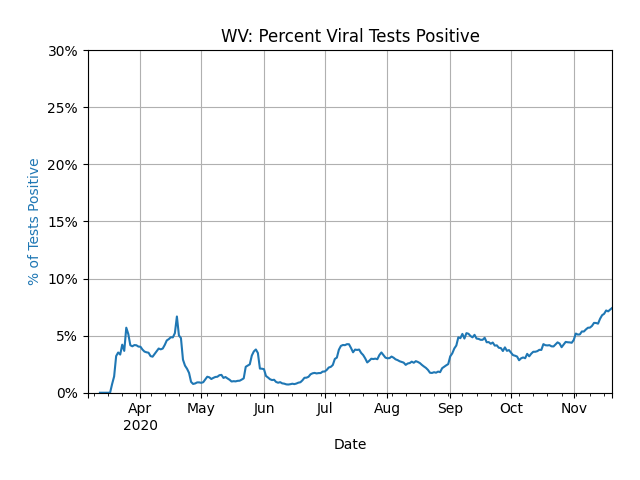 WV: Percent Viral Tests Positive
30%
25%
20%
15%
10%
5%
0%
% of Tests Positive
Apr May Jun Jul Aug Sep Oct Nov
2020
Date